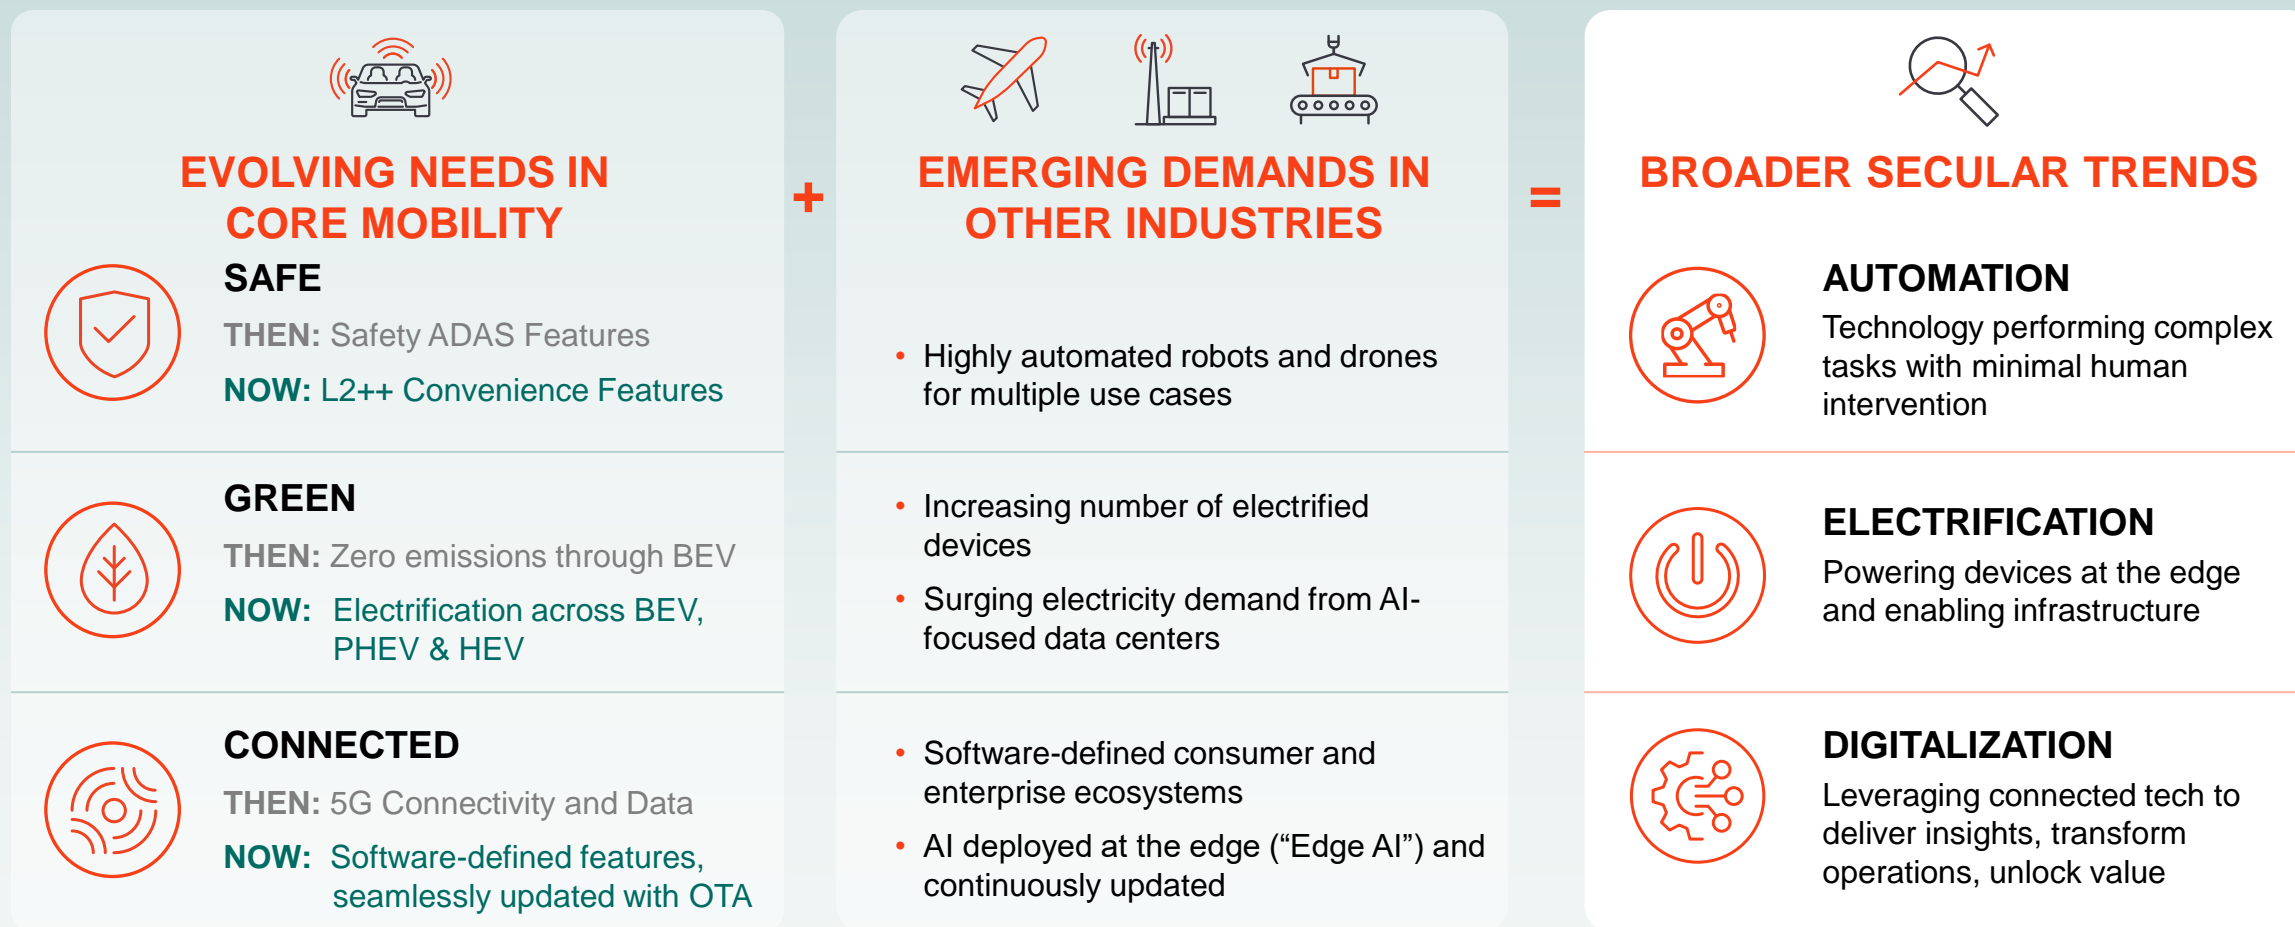 EVOLVING NEEDS IN
CORE MOBILITY
SAFE
THEN: Safety ADAS Features
NOW: L2++ Convenience Features
GREEN
THEN: Zero emissions through BEV
NOW: Electrification across BEV,
PHEV & HEV
CONNECTED
THEN: 5G Connectivity and Data
NOW: Software-defined features,
seamlessly updated with OTA
+
EMERGING DEMANDS IN
OTHER INDUSTRIES
• Highly automated robots and drones
for multiple use cases
• Increasing number of electrified
devices
• Surging electricity demand from AI-
focused data centers
• Software-defined consumer and
enterprise ecosystems
• AI deployed at the edge (“Edge AI”) and
continuously updated
=
BROADER SECULAR TRENDS
AUTOMATION
Technology performing complex
tasks with minimal human
intervention
ELECTRIFICATION
Powering devices at the edge
and enabling infrastructure
DIGITALIZATION
Leveraging connected tech to
deliver insights, transform
operations, unlock value